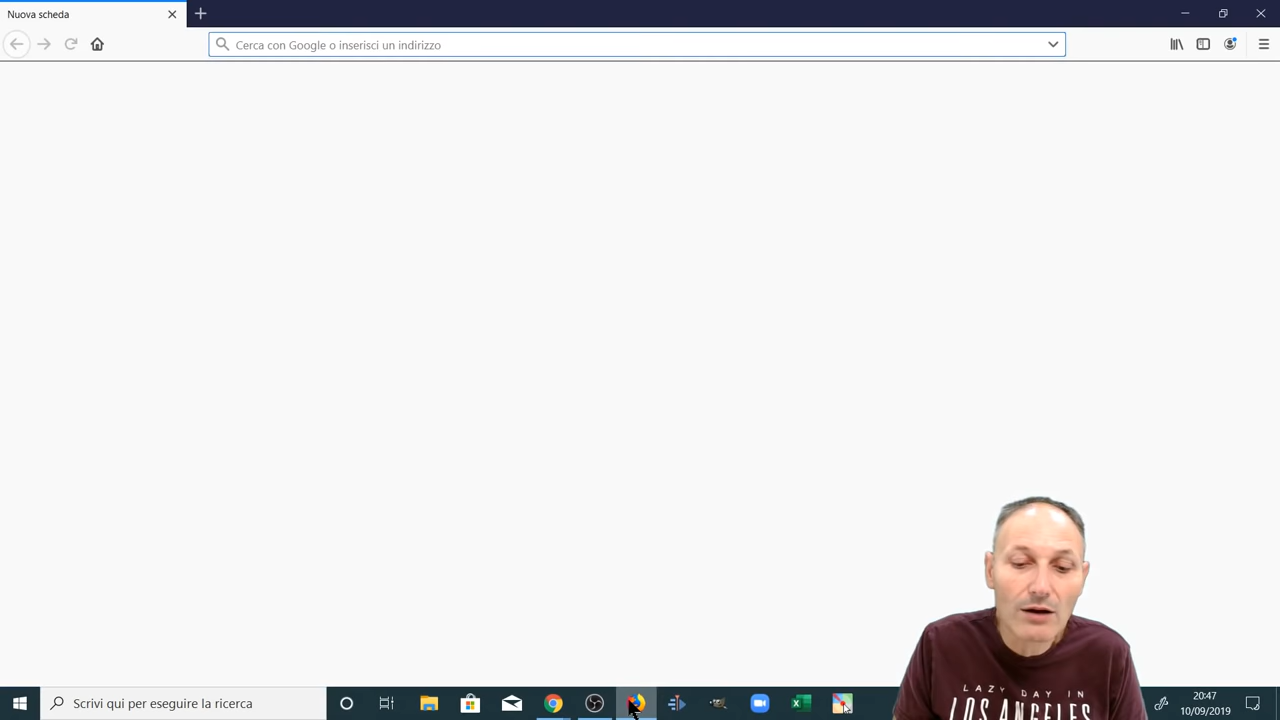 Nuova scheda
Cerca con Google o inserisci un indirizzo
LAZY DAY IN
LOS ANGELES
Scrivi qui per eseguire la ricerca
20:47
10/09/2019